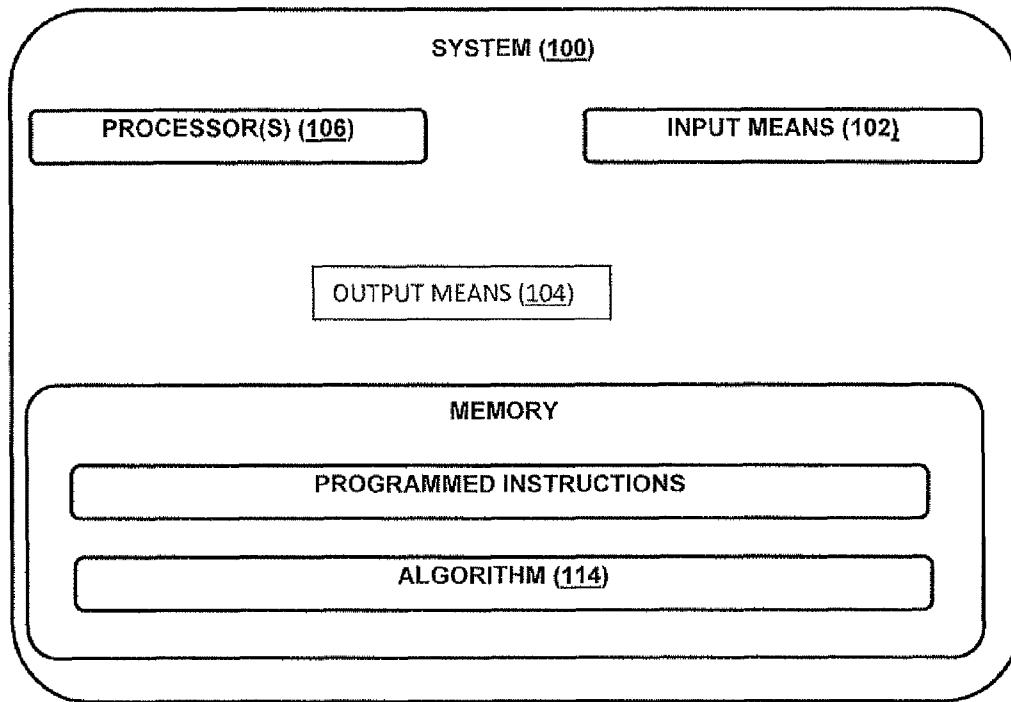 SYSTEM (100)
PROCESSOR(S) (106)
INPUT MEANS (102)
OUTPUT MEANS (104)
MEMORY
PROGRAMMED INSTRUCTIONS
ALGORITHM (114)